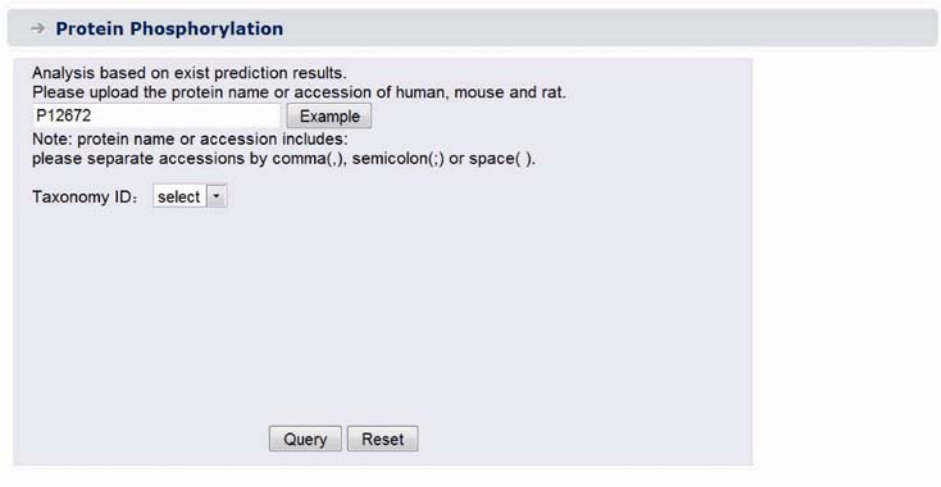 Protein Phosphorylation
Analysis based on exist prediction results.
Please upload the protein name or accession of human, mouse and rat.
P12672 Example
Note: protein name or accession includes:
please separate accessions by comma(,), semicolon(;) or space( ).
Taxonomy ID: select
Query Reset